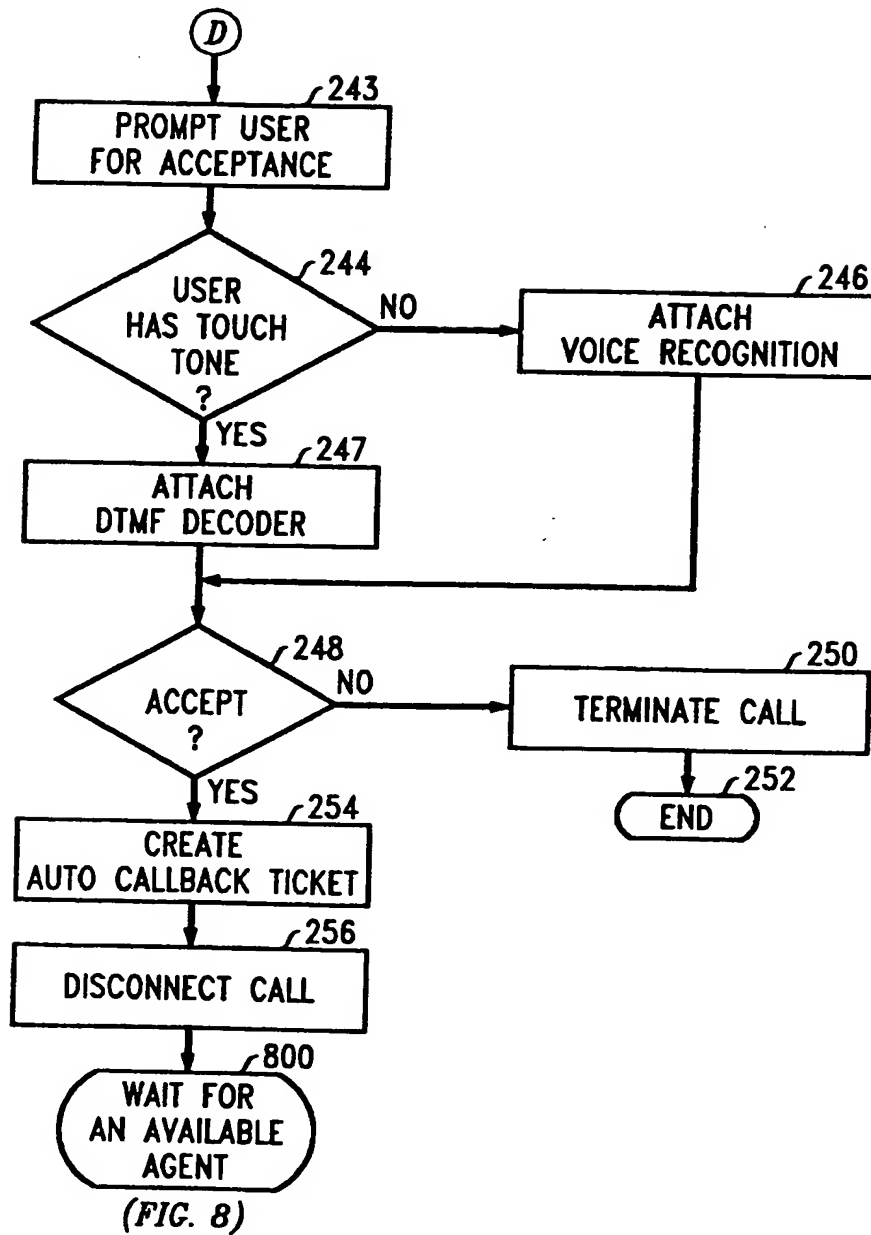 D
243
PROMPT USER
FOR ACCEPTANCE
244
USER
HAS TOUCH
TONE
?
NO
246
ATTACH
VOICE RECOGNITION
YES
247
ATTACH
DTMF DECODER
248
ACCEPT
?
NO
250
TERMINATE CALL
252
END
YES
254
CREATE
AUTO CALLBACK TICKET
256
DISCONNECT CALL
800
WAIT FOR
AN AVAILABLE
AGENT
(FIG. 8)